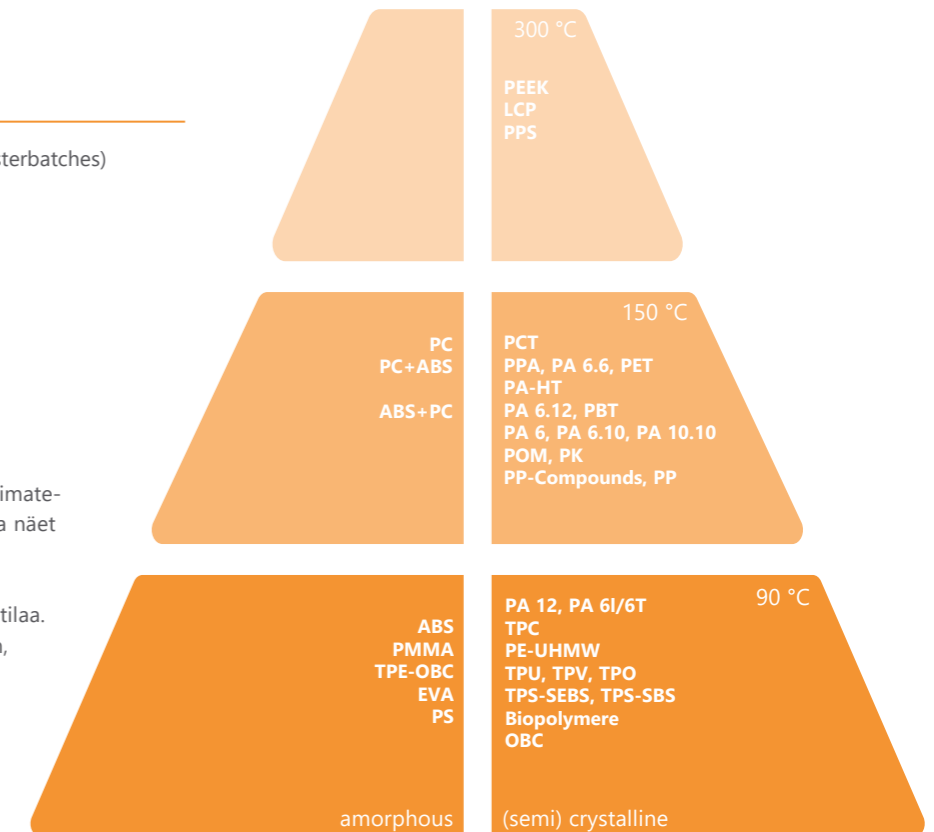 sterbatches)
imate-
a näet
tilaa.
,
300 °C
PEEK
LCP
PPS
PC
PC+ABS
ABS+PC
150 °C
PCT
PPA, PA 6.6, PET
PA-HT
PA 6.12, PBT
PA 6, PA 6.10, PA 10.10
POM, PK
PP-Compounds, PP
ABS
PMMA
TPE-OBC
EVA
PS
amorphous
90 °C
PA 12, PA 6I/6T
TPC
PE-UHMW
TPU, TPV, TPO
TPS-SEBS, TPS-SBS
Biopolymere
OBC
(semi) crystalline